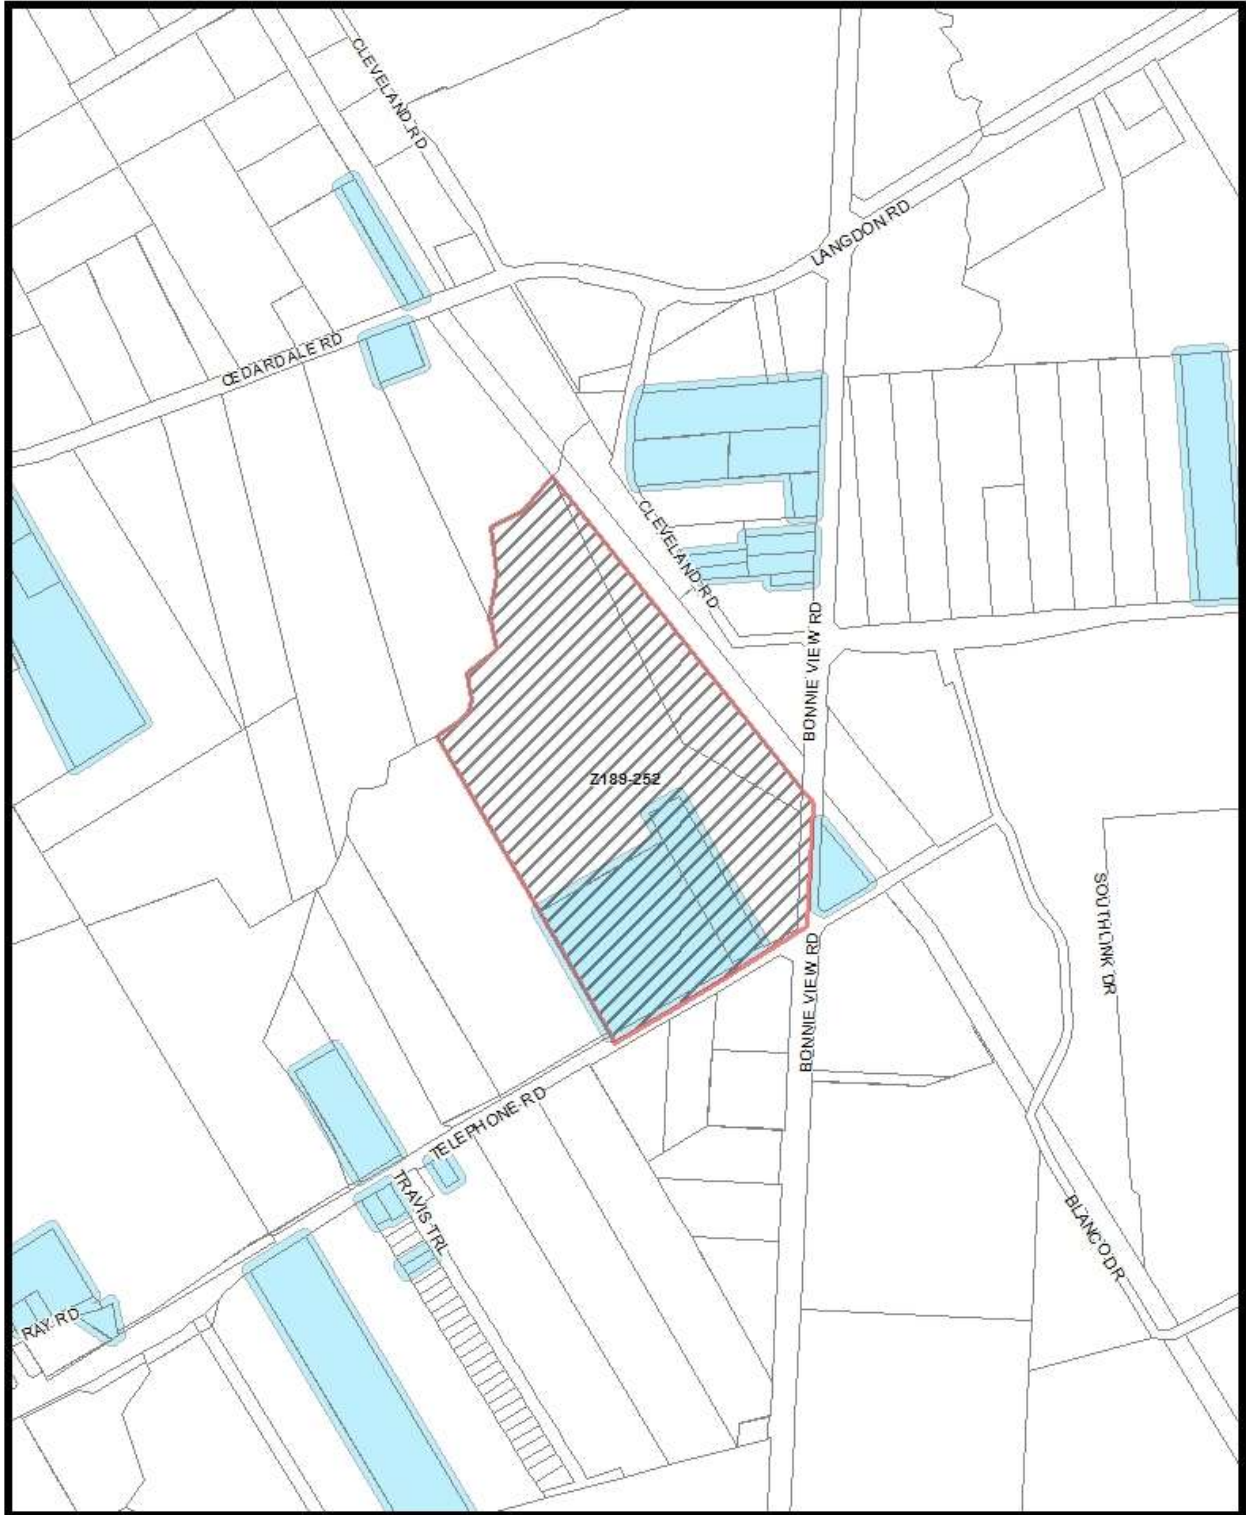 CLEVELAND RD
LANGDON RD
CEDARDALE RD
CLEVELAND RD
BONNIE VIEW RD
Z189-252
SOUTHLINK DR
BONNIE VIEW RD
TELEPHONE RD
TRAVIS TRL
BLANCO DR
RAY RD